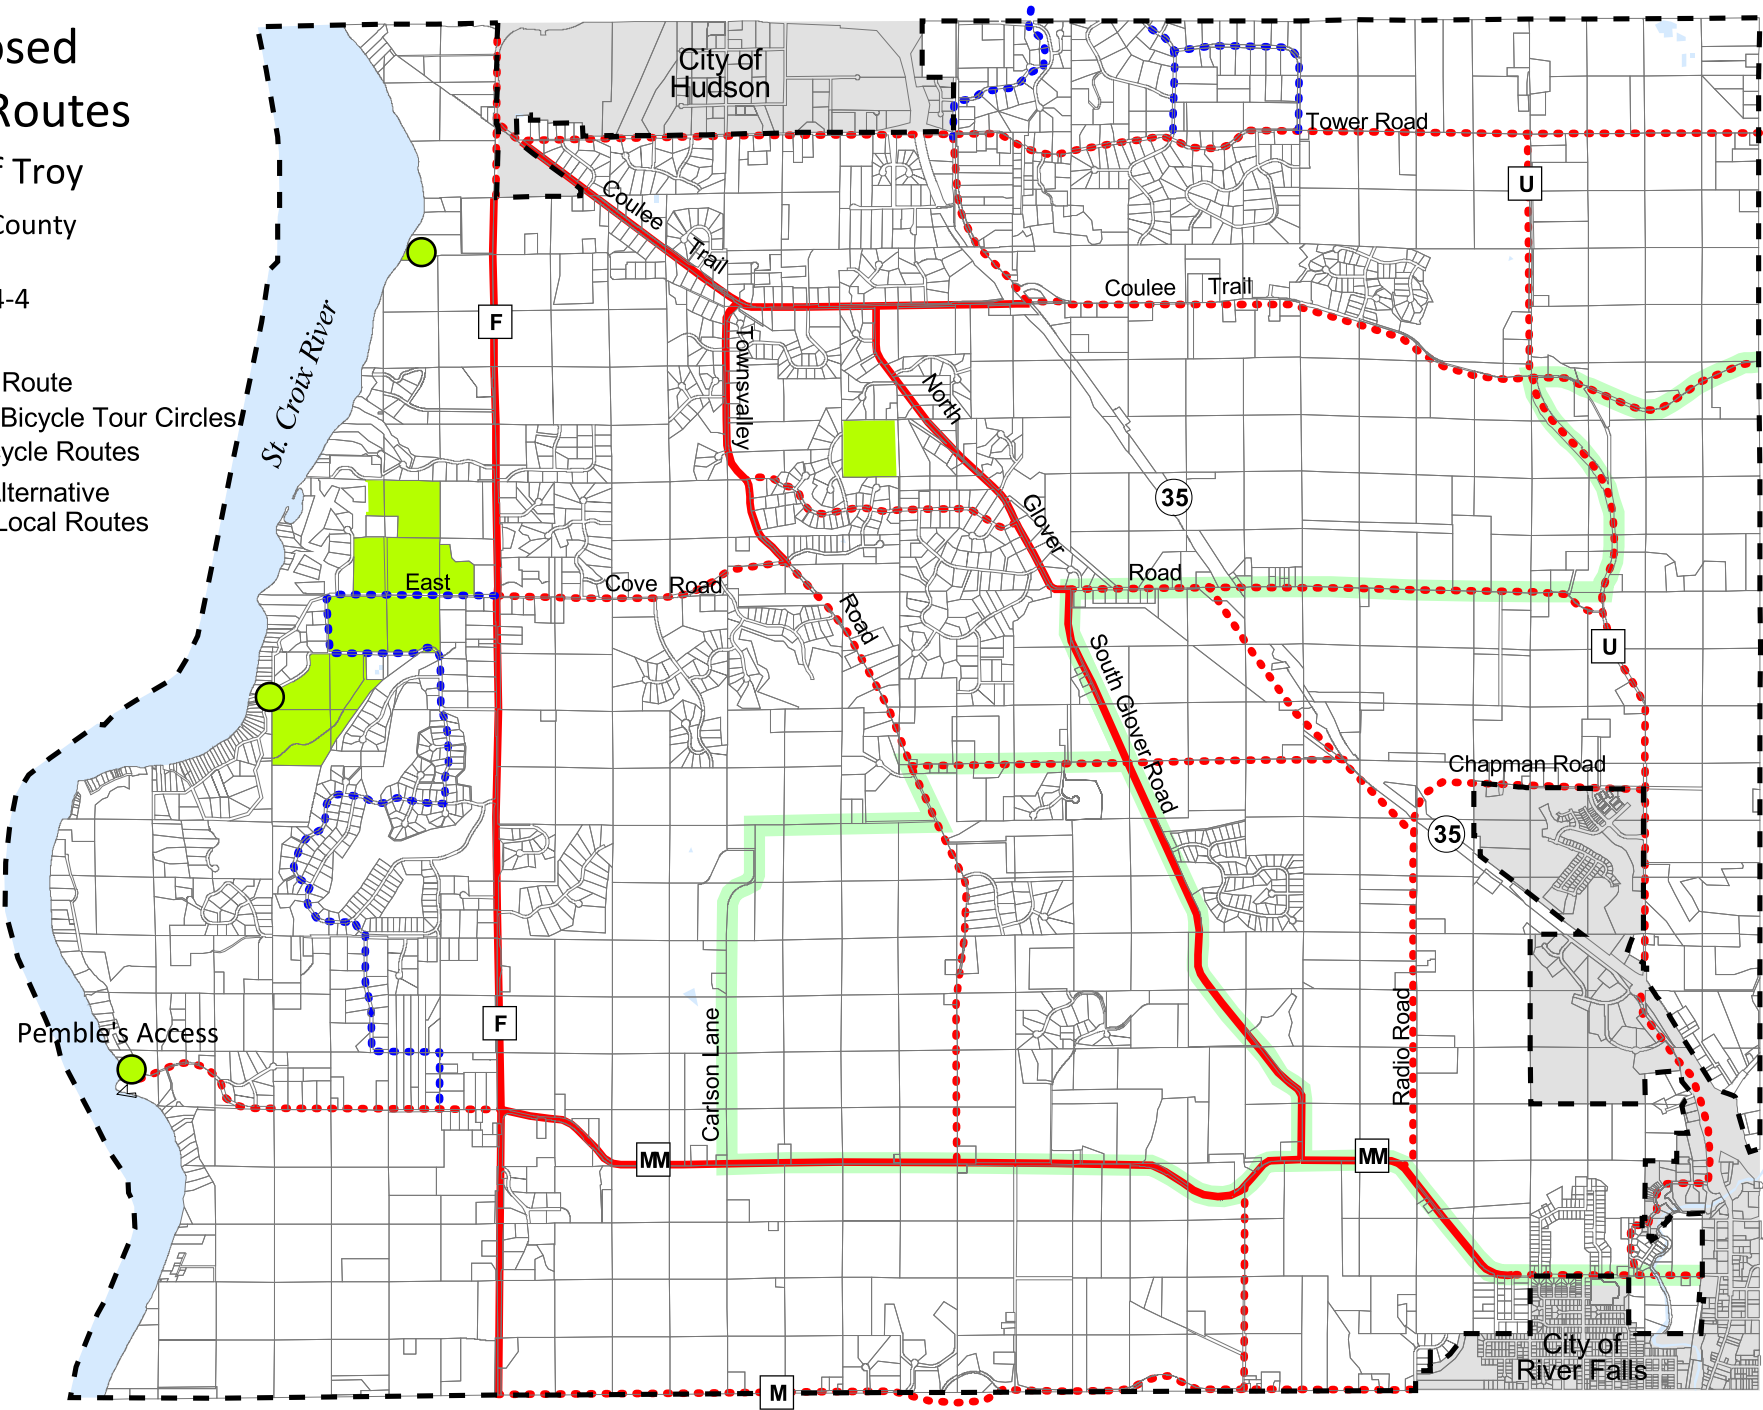 osed
Routes
f Troy
County
4-4
Route
Bicycle Tour Circles
ycle Routes
lternative
Local Routes
City of
Hudson
Tower Road
U
Coulee
Trail
Coulee Trail
F
St. Croix River
Townsvalley
North
35
Glover
East
Cove Road
Road
Road
U
South Glover Road
Chapman Road
35
Pemble's Access
F
Carlson Lane
Radio Road
MM
MM
City of
River Falls
M